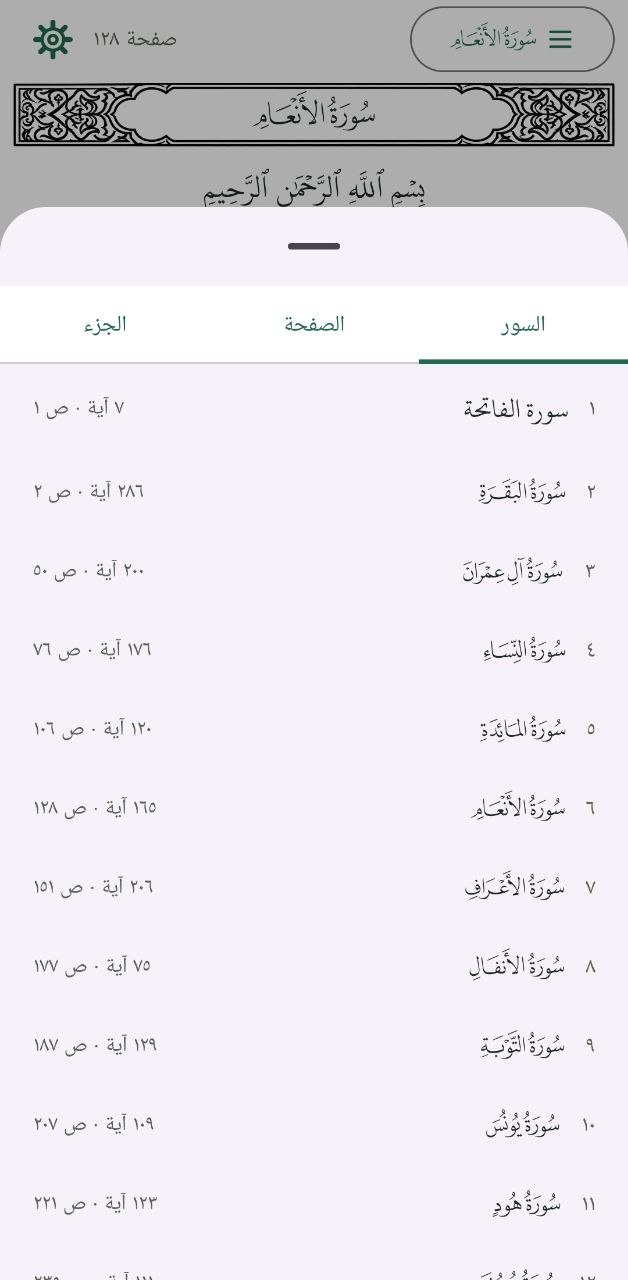 سُورَةُ الأَنْعَامِ
صفحة ١٢٨
سُورَةُ الأَنْعَامِ
بِسْمِ ٱللَّهِ ٱلرَّحْمَٰنِ ٱلرَّحِيمِ
السور الصفحة الجزء
١ سورة الفاتحة ٧ آية · ص ١
٢ سُورَةُ البَقَرَةِ ٢٨٦ آية · ص ٢
٣ سُورَةُ آلِ عِمْرَانَ ٢٠٠ آية · ص ٥٠
٤ سُورَةُ النِّسَاءِ ١٧٦ آية · ص ٧٦
٥ سُورَةُ المَائِدَةِ ١٢٠ آية · ص ١٠٦
٦ سُورَةُ الأَنْعَامِ ١٦٥ آية · ص ١٢٨
٧ سُورَةُ الأَعْرَافِ ٢٠٦ آية · ص ١٥١
٨ سُورَةُ الأَنفَالِ ٧٥ آية · ص ١٧٧
٩ سُورَةُ التَّوْبَةِ ١٢٩ آية · ص ١٨٧
١٠ سُورَةُ يُونُسَ ١٠٩ آية · ص ٢٠٧
١١ سُورَةُ هُودٍ ١٢٣ آية · ص ٢٢١